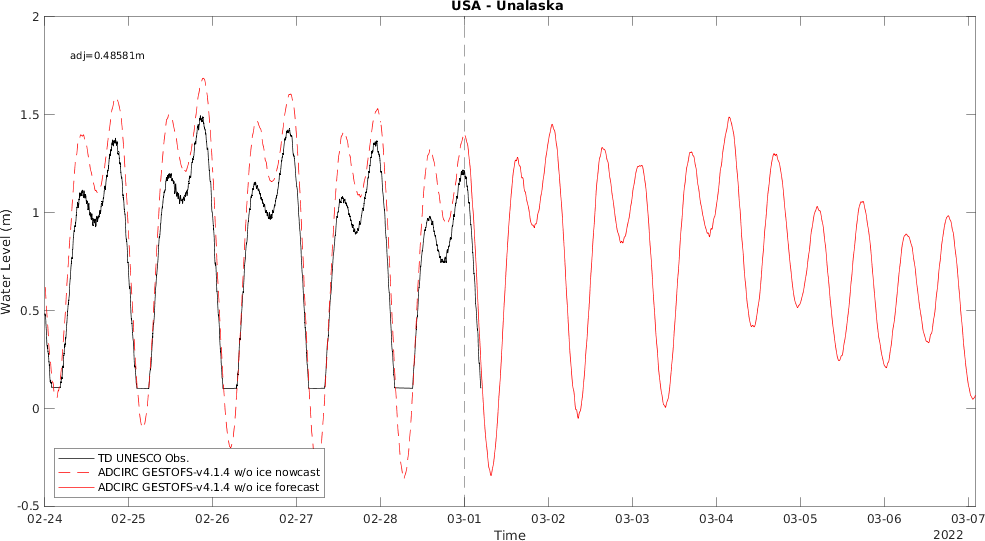 USA - Unalaska
adj=0.48581m
2
1.5
1
0.5
0
-0.5
Water Level (m)
TD UNESCO Obs.
ADCIRC GESTOFS-v4.1.4 w/o ice nowcast
ADCIRC GESTOFS-v4.1.4 w/o ice forecast
02-24 02-25 02-26 02-27 02-28 03-01 03-02 03-03 03-04 03-05 03-06 03-07
Time
2022